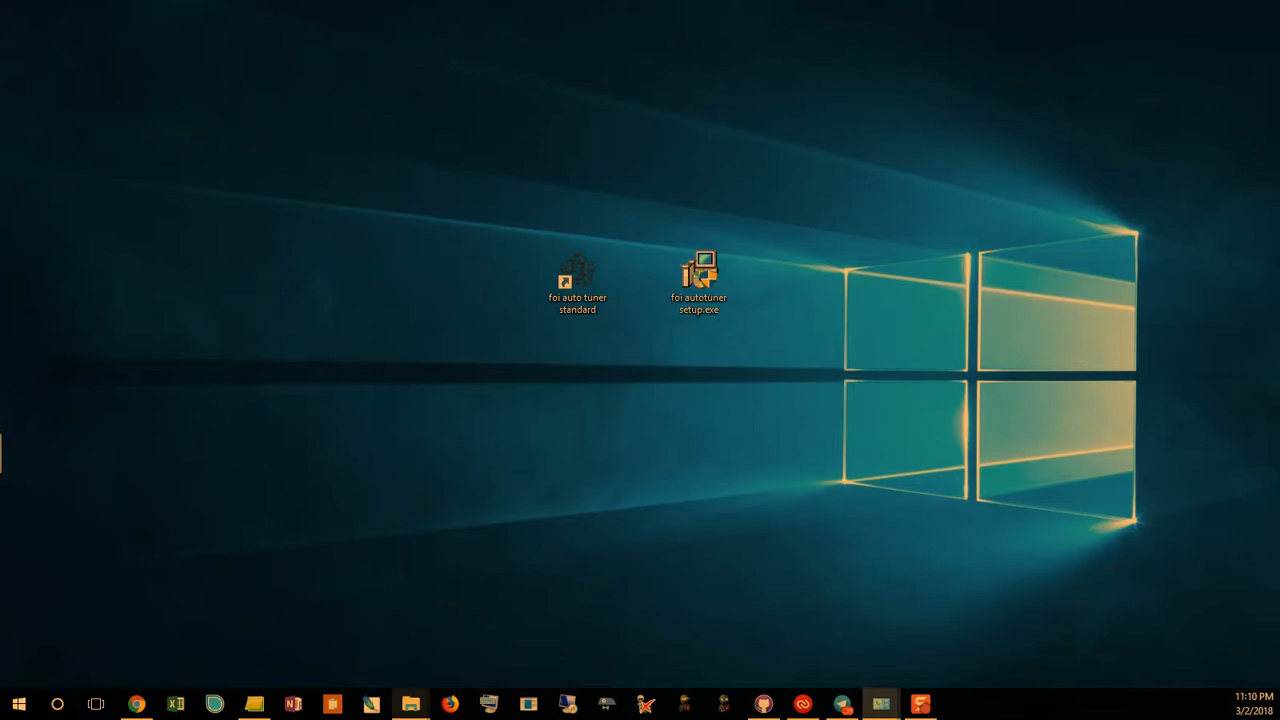 foi auto tuner
standard
foi autotuner
setup.exe
11:10 PM
3/2/2018